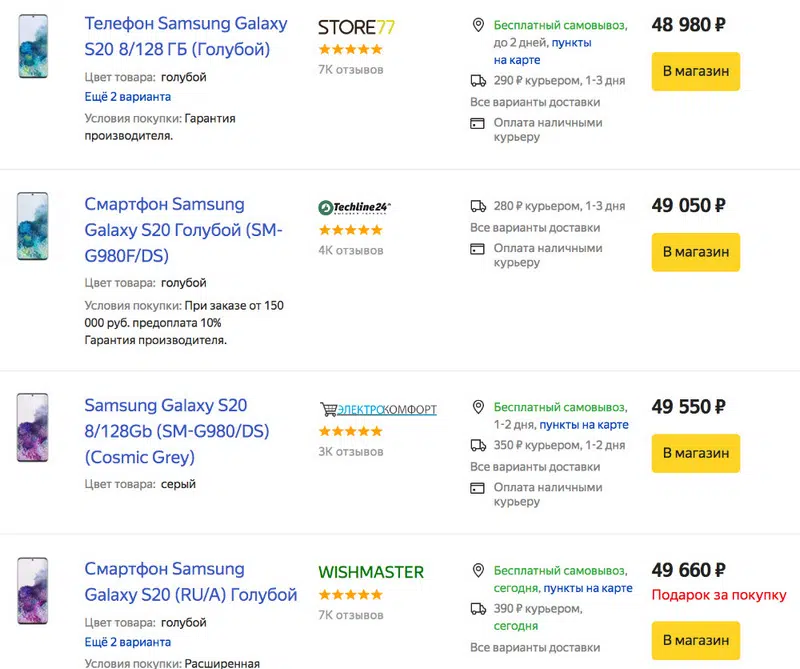 Телефон Samsung Galaxy
S20 8/128 ГБ (Голубой)
Цвет товара: голубой
Ещё 2 варианта
Условия покупки: Гарантия
производителя.
STORE77
7K отзывов
Бесплатный самовывоз,
до 2 дней, пункты
на карте
290 ₽ курьером, 1-3 дня
Все варианты доставки
Оплата наличными
курьеру
48 980 ₽
В магазин
Смартфон Samsung
Galaxy S20 Голубой (SM-
G980F/DS)
Цвет товара: голубой
Условия покупки: При заказе от 150
000 руб. предоплата 10%
Гарантия производителя.
Techline24
4K отзывов
280 ₽ курьером, 1-3 дня
Все варианты доставки
Оплата наличными
курьеру
49 050 ₽
В магазин
Samsung Galaxy S20
8/128Gb (SM-G980/DS)
(Cosmic Grey)
Цвет товара: серый
ЭЛЕКТРОКОМФОРТ
3K отзывов
Бесплатный самовывоз,
1-2 дня, пункты на карте
350 ₽ курьером, 1-2 дня
Все варианты доставки
Оплата наличными
курьеру
49 550 ₽
В магазин
Смартфон Samsung
Galaxy S20 (RU/A) Голубой
Цвет товара: голубой
Ещё 2 варианта
Условия покупки: Расширенная
WISHMASTER
7K отзывов
Бесплатный самовывоз,
сегодня, пункты на карте
390 ₽ курьером,
сегодня
Все варианты доставки
49 660 ₽
Подарок за покупку
В магазин